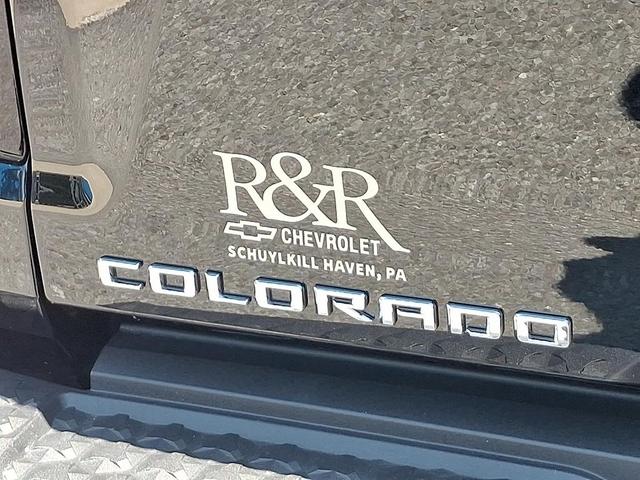 R&R
CHEVROLET
SCHUYLKILL HAVEN, PA
COLORADO